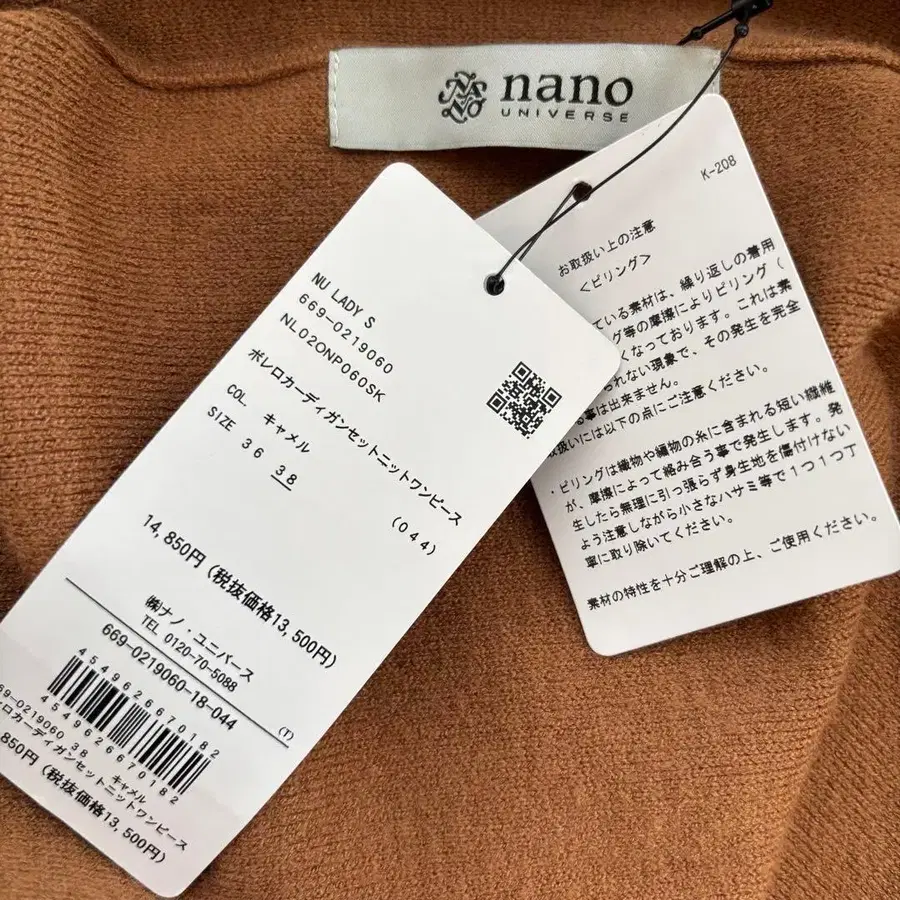 nano
UNIVERSE
NU LADY S
669-0219060
NL02ONP060SK
ボレロカーディガンセットニットワンピース
(044)
COL キャメル
SIZE 36 38
14,850円(税抜価格13,500円)
㈱ナノ・ユニバース
TEL 0120-70-5088
669-0219060-18-044
(T)
4549626670182
4549626670182
69-0219060 38 キャメル
レロカーディガンセットニットワンピース
850円(税抜価格13,500円)
K-208
お取扱い上の注意
<ピリング>
ている素材は、繰り返しの着用
グ等の摩擦によりピリング(
くなっております。これは素
られない現象で、その発生を完全
る事は出来ません。
取扱いには以下の点にご注意ください。
・ピリングは織物や編物の糸に含まれる短い繊維
が、摩擦によって絡み合う事で発生します。発
生したら無理に引っ張らず身生地を傷付けない
よう注意しながら小さなハサミ等で1つ1つ丁
寧に取り除いてください。
素材の特性を十分ご理解の上、ご使用ください。